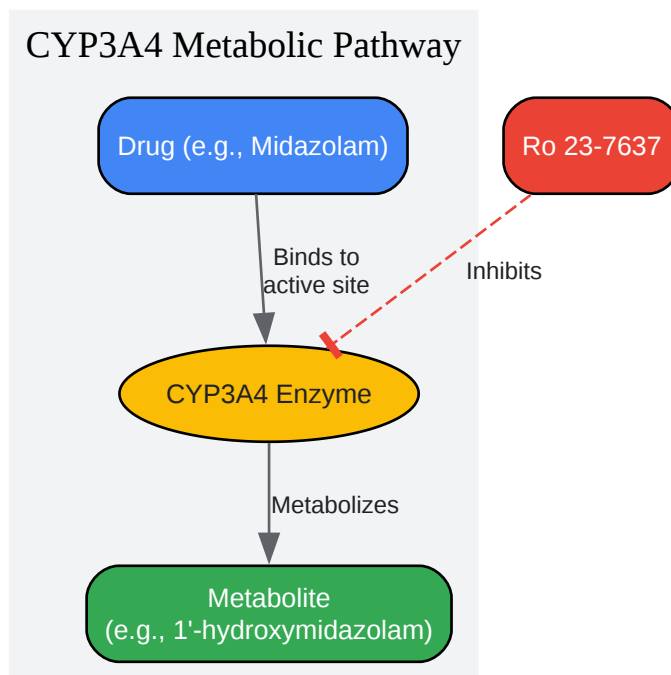 CYP3A4 Metabolic Pathway
Drug (e.g., Midazolam)
Ro 23-7637
Binds to
active site
Inhibits
CYP3A4 Enzyme
Metabolizes
Metabolite
(e.g., 1'-hydroxymidazolam)